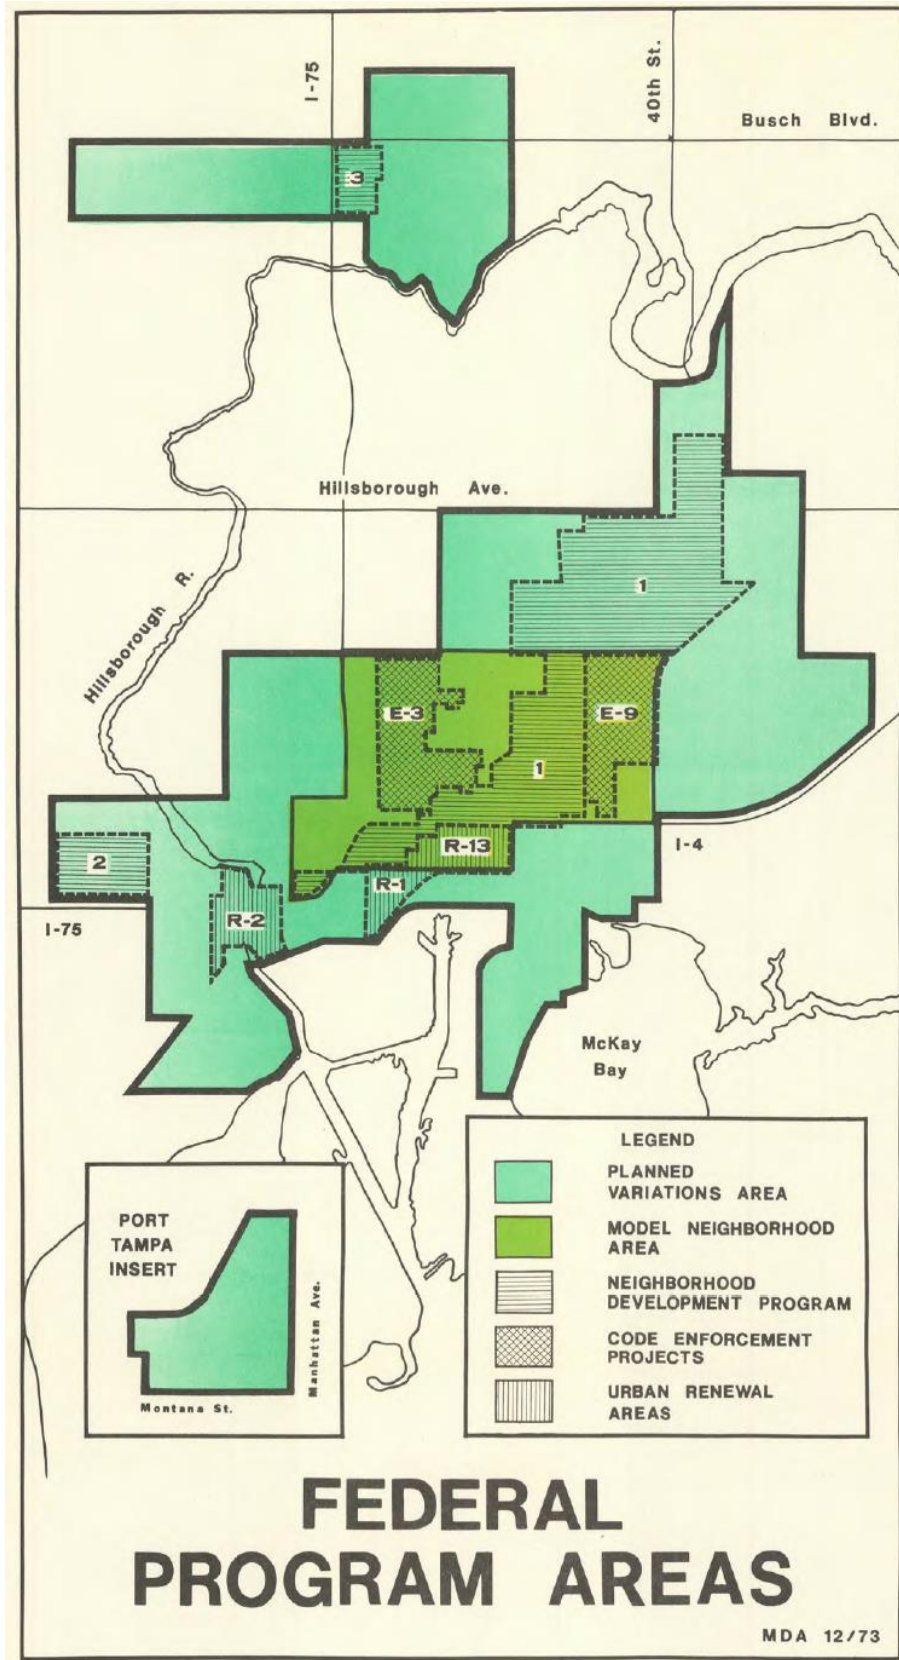 I-75
40th St.
Busch Blvd.
3
Hillsborough Ave.
Hillsborough R.
1
E-3
E-9
1
R-13
I-4
2
R-1
R-2
I-75
McKay
Bay
LEGEND
PLANNED
VARIATIONS AREA
MODEL NEIGHBORHOOD
AREA
NEIGHBORHOOD
DEVELOPMENT PROGRAM
CODE ENFORCEMENT
PROJECTS
URBAN RENEWAL
AREAS
PORT
TAMPA
INSERT
Manhattan Ave.
Montana St.
FEDERAL
PROGRAM AREAS
MDA 12/73